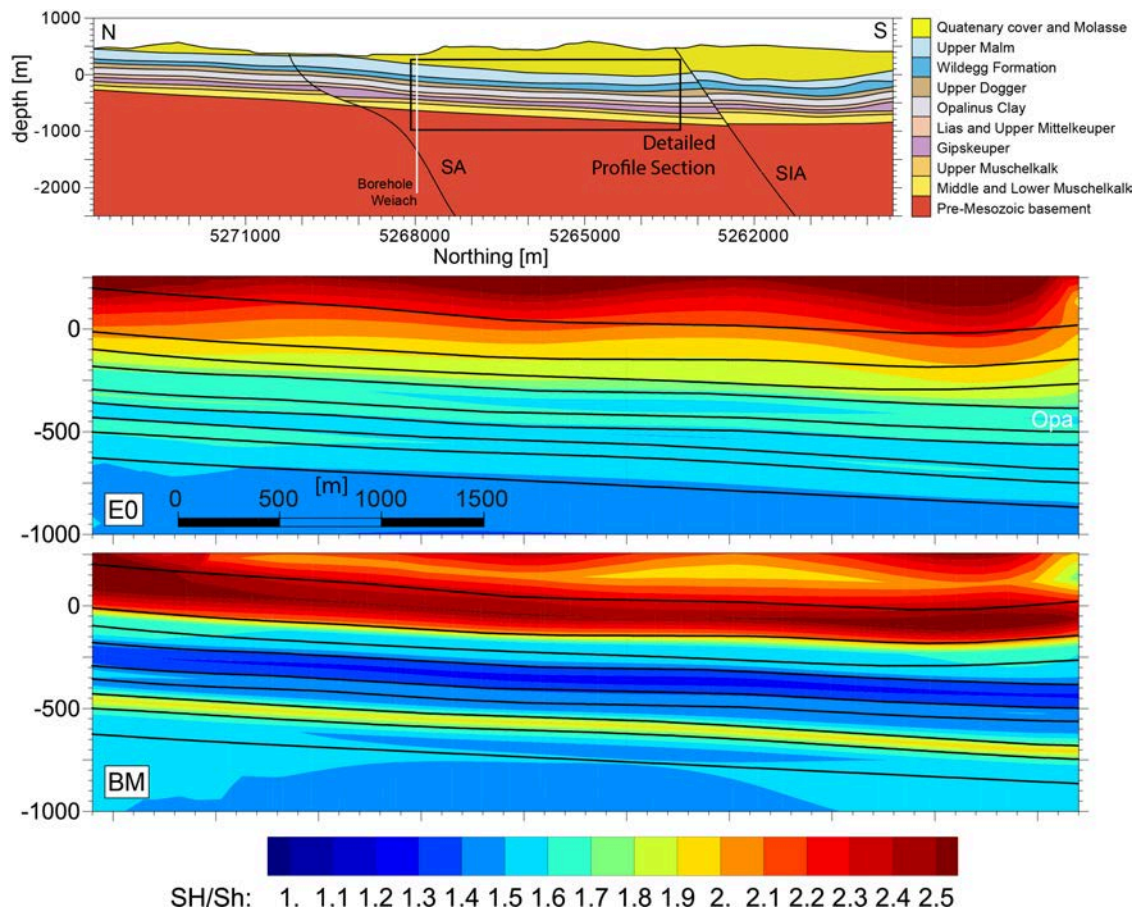 N
S
1000
0
-1000
-2000
depth [m]
Borehole
Weiach
SA
Detailed
Profile Section
SIA
5271000 5268000 5265000 5262000
Northing [m]
Quatenary cover and Molasse
Upper Malm
Wildegg Formation
Upper Dogger
Opalinus Clay
Lias and Upper Mittelkeuper
Gipskeuper
Upper Muschelkalk
Middle and Lower Muschelkalk
Pre-Mesozoic basement
0
-500
-1000
Opa
E0
[m]
0 500 1000 1500
0
-500
-1000
BM
SH/Sh: 1. 1.1 1.2 1.3 1.4 1.5 1.6 1.7 1.8 1.9 2. 2.1 2.2 2.3 2.4 2.5